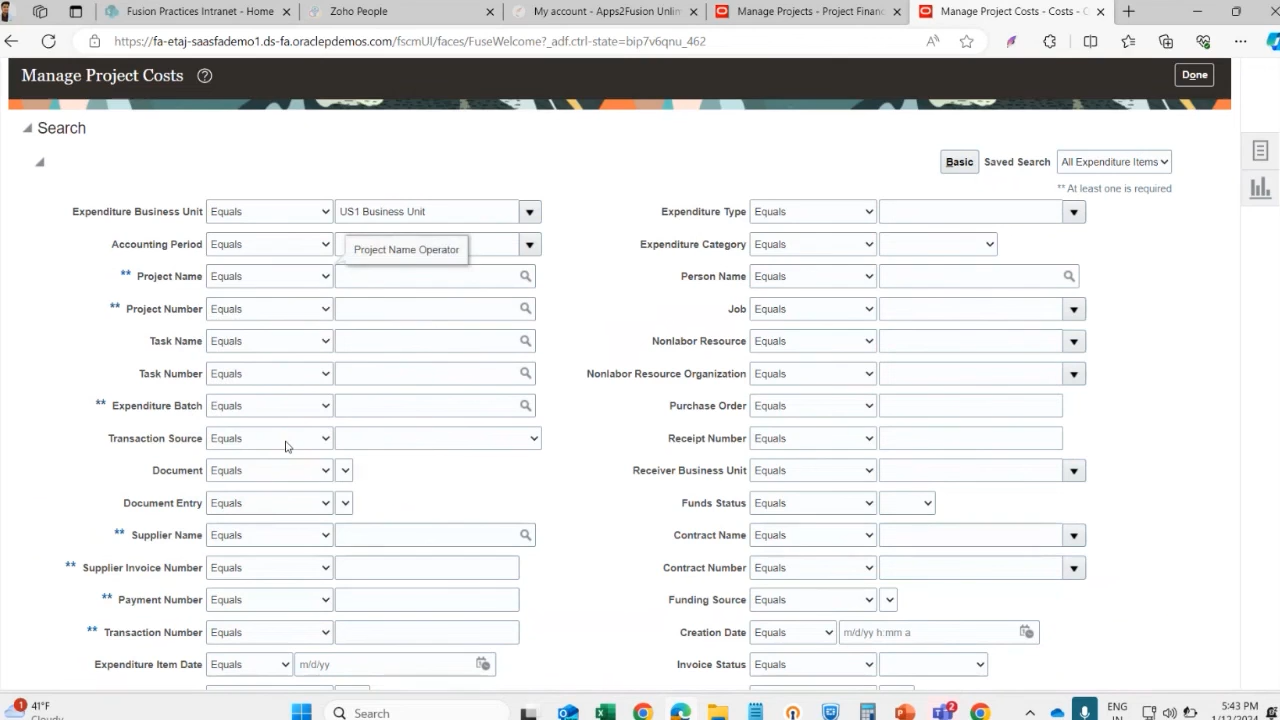 Fusion Practices Intranet - Home
Zoho People
My account - Apps2Fusion Unlim
Manage Projects - Project Financ
Manage Project Costs - Costs - O
https://fa-etaj-saasfademo1.ds-fa.oraclepdemos.com/fscmUI/faces/FuseWelcome?_adf.ctrl-state=bip7v6qnu_462
Manage Project Costs
Done
Search
Basic Saved Search All Expenditure Items
** At least one is required
Expenditure Business Unit Equals US1 Business Unit
Expenditure Type Equals
Accounting Period Equals
Project Name Operator
Expenditure Category Equals
** Project Name Equals
Person Name Equals
** Project Number Equals
Job Equals
Task Name Equals
Nonlabor Resource Equals
Task Number Equals
Nonlabor Resource Organization Equals
** Expenditure Batch Equals
Purchase Order Equals
Transaction Source Equals
Receipt Number Equals
Document Equals
Receiver Business Unit Equals
Document Entry Equals
Funds Status Equals
** Supplier Name Equals
Contract Name Equals
** Supplier Invoice Number Equals
Contract Number Equals
** Payment Number Equals
Funding Source Equals
** Transaction Number Equals
Creation Date Equals m/d/yy h:mm a
Expenditure Item Date Equals m/d/yy
Invoice Status Equals
1
41°F
Cloudy
Search
ENG
IN
5:43 PM